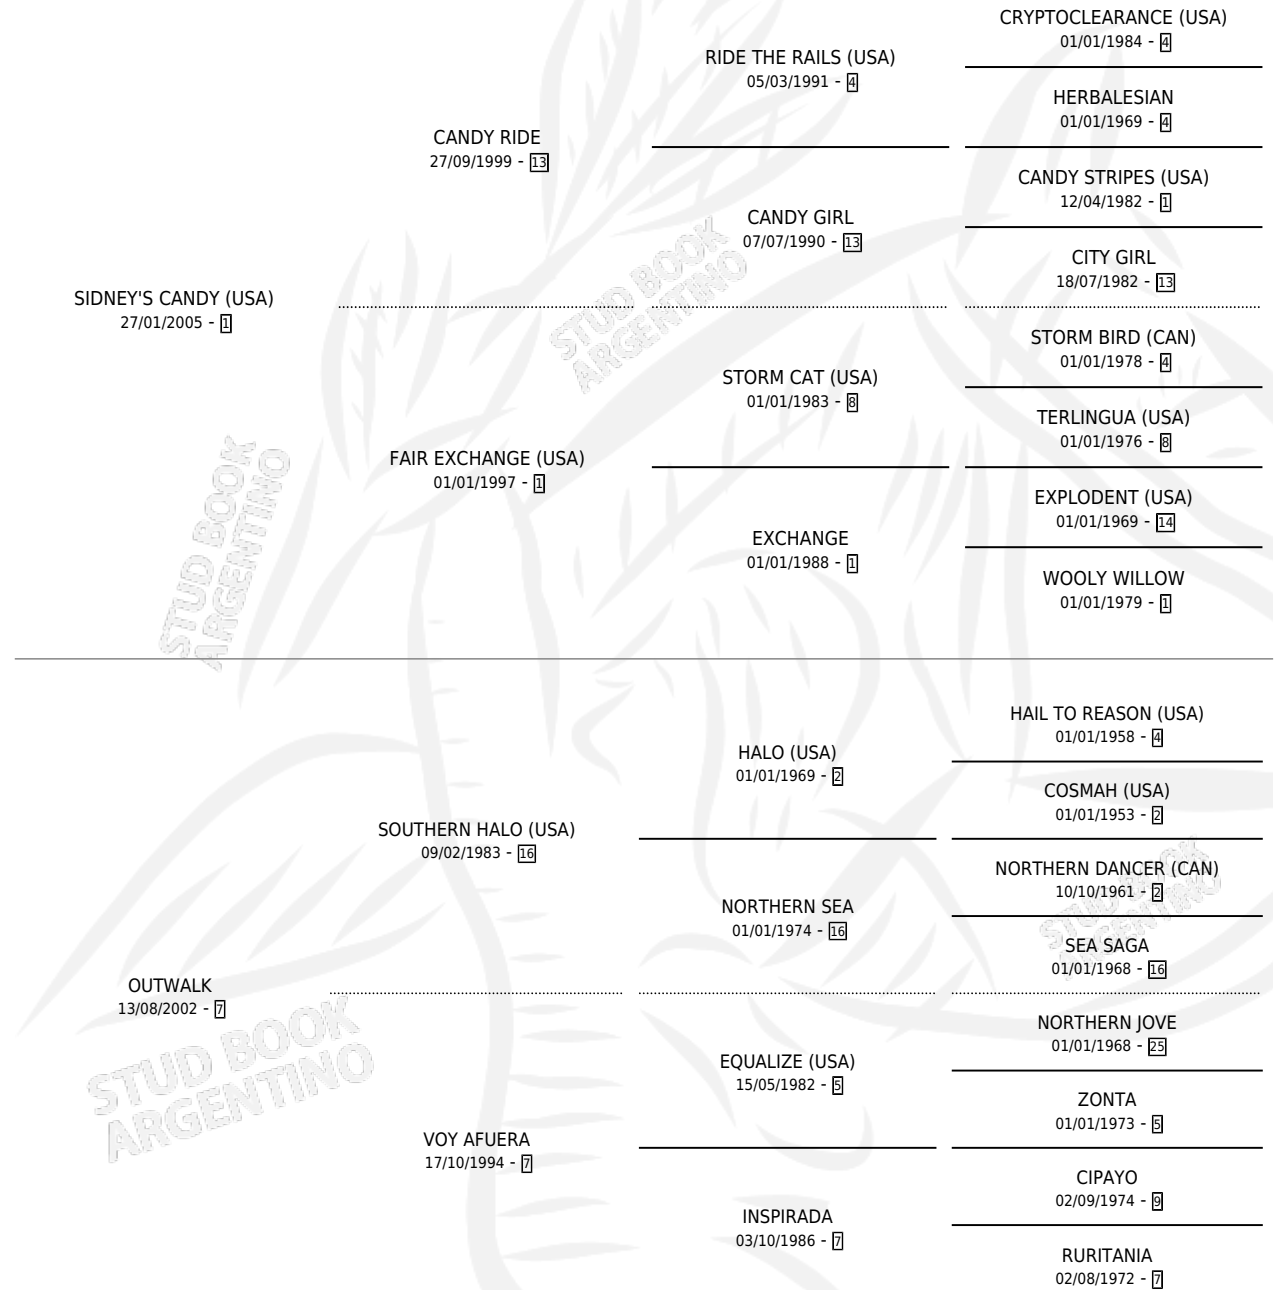 CRYPTOCLEARANCE (USA)
01/01/1984 - 4
RIDE THE RAILS (USA)
05/03/1991 - 4
HERBALESIAN
01/01/1969 - 4
CANDY RIDE
27/09/1999 - 13
CANDY STRIPES (USA)
12/04/1982 - 1
CANDY GIRL
07/07/1990 - 13
CITY GIRL
18/07/1982 - 13
SIDNEY'S CANDY (USA)
27/01/2005 - 1
STORM BIRD (CAN)
01/01/1978 - 4
STORM CAT (USA)
01/01/1983 - 8
TERLINGUA (USA)
01/01/1976 - 8
FAIR EXCHANGE (USA)
01/01/1997 - 1
EXPLODENT (USA)
01/01/1969 - 14
EXCHANGE
01/01/1988 - 1
WOOLY WILLOW
01/01/1979 - 1
HAIL TO REASON (USA)
01/01/1958 - 4
HALO (USA)
01/01/1969 - 2
COSMAH (USA)
01/01/1953 - 2
SOUTHERN HALO (USA)
09/02/1983 - 16
NORTHERN DANCER (CAN)
10/10/1961 - 2
NORTHERN SEA
01/01/1974 - 16
SEA SAGA
01/01/1968 - 16
OUTWALK
13/08/2002 - 7
NORTHERN JOVE
01/01/1968 - 25
EQUALIZE (USA)
15/05/1982 - 5
ZONTA
01/01/1973 - 5
VOY AFUERA
17/10/1994 - 7
CIPAYO
02/09/1974 - 9
INSPIRADA
03/10/1986 - 7
RURITANIA
02/08/1972 - 7
STUD BOOK
ARGENTINO
STUD BOOK
ARGENTINO
STUD BOOK
ARGENTINO
STUD BOOK
ARGENTINO